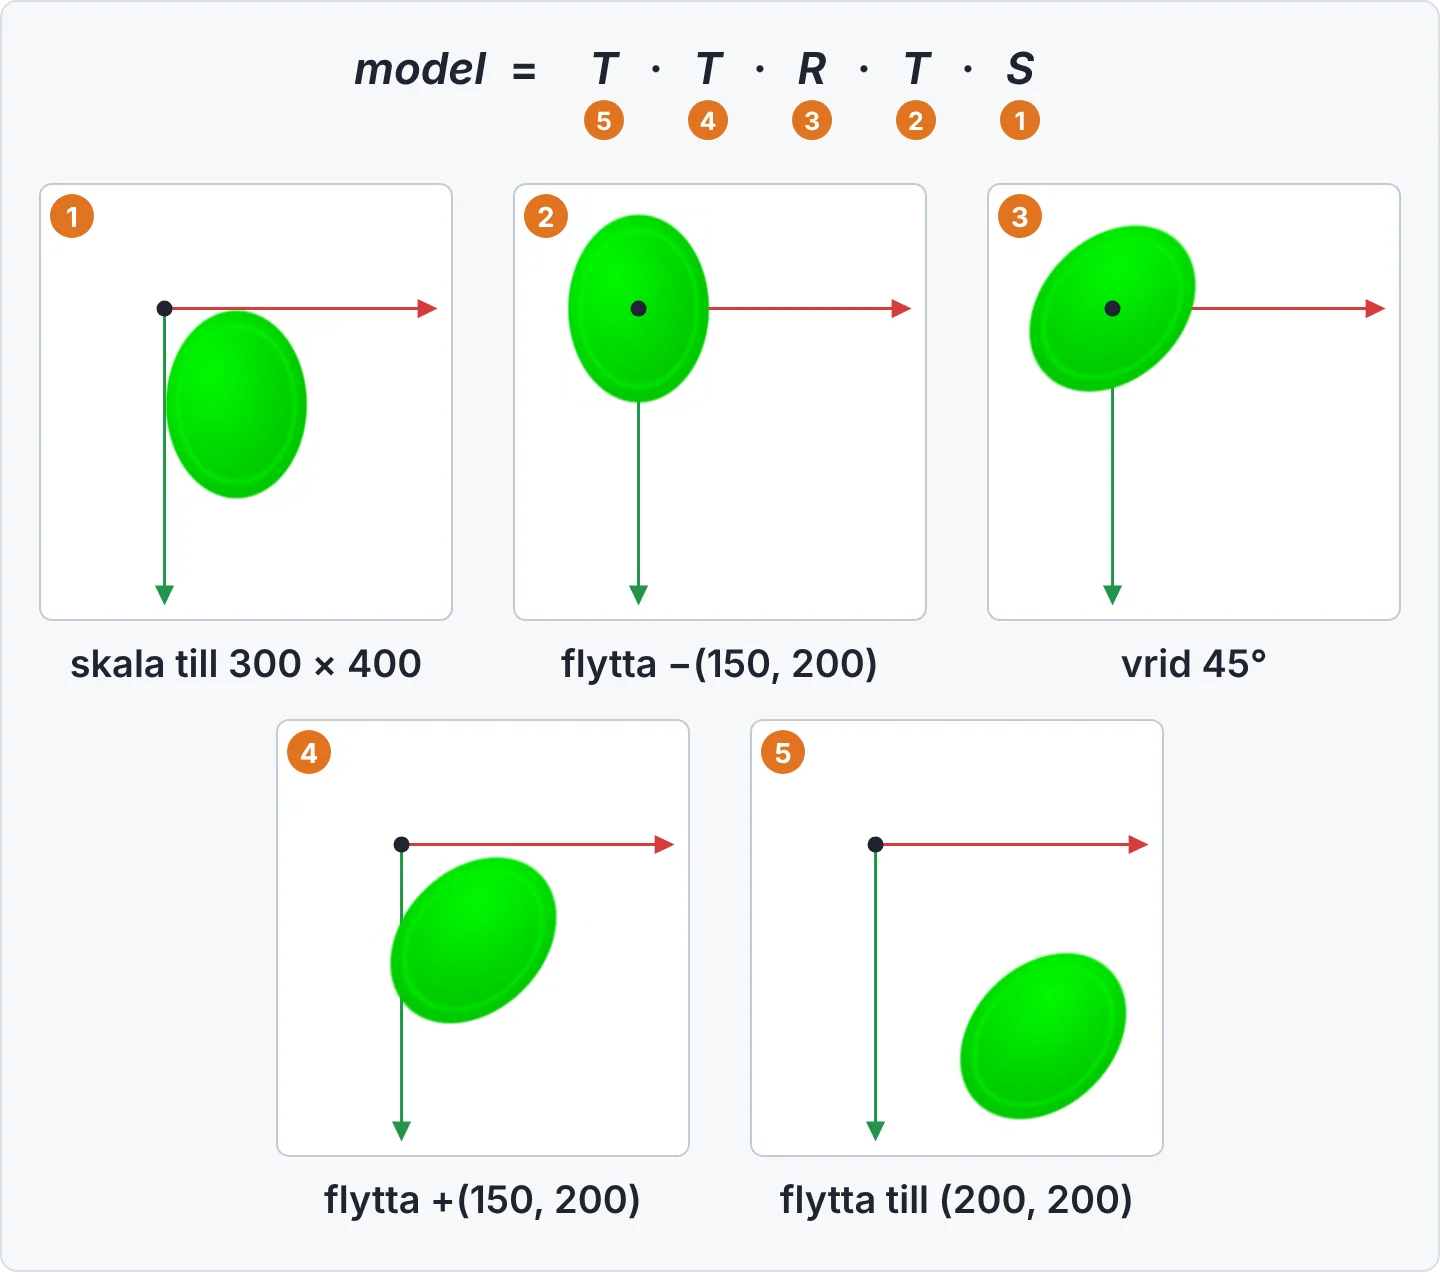 model = T · T · R · T · S
5 4 3 2 1
1
2
3
skala till 300 × 400
flytta −(150, 200)
vrid 45°
4
5
flytta +(150, 200)
flytta till (200, 200)